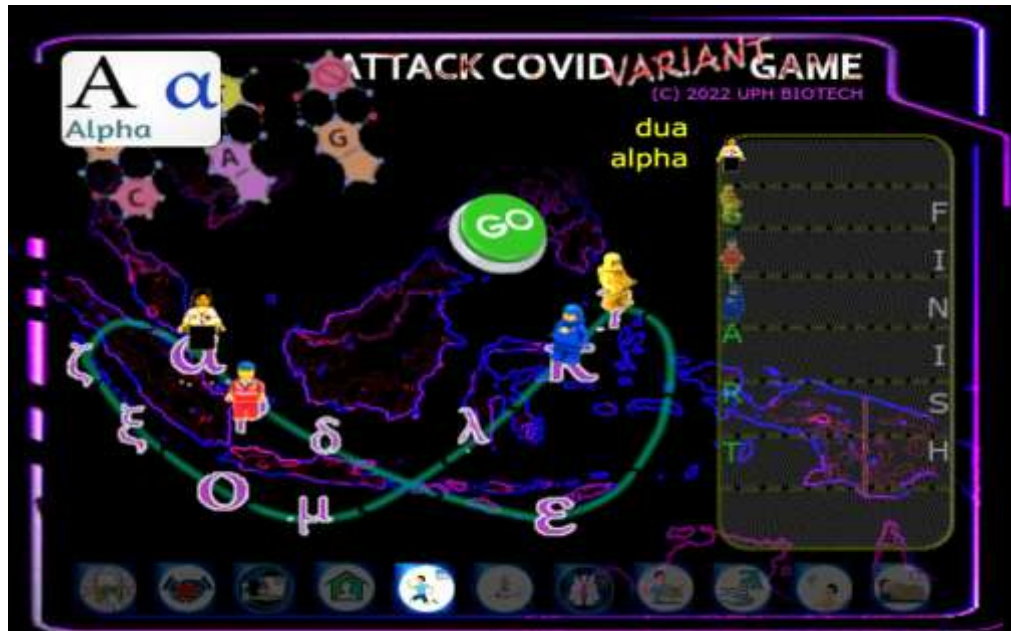 ATTACK COVID VARIANT GAME
(C) 2022 UPH BIOTECH
Α α
Alpha
dua
alpha
A
G
C
GO
ζ
α
ξ
δ
λ
Κ
Ο
μ
ε
A
R
T
F
I
N
I
S
H